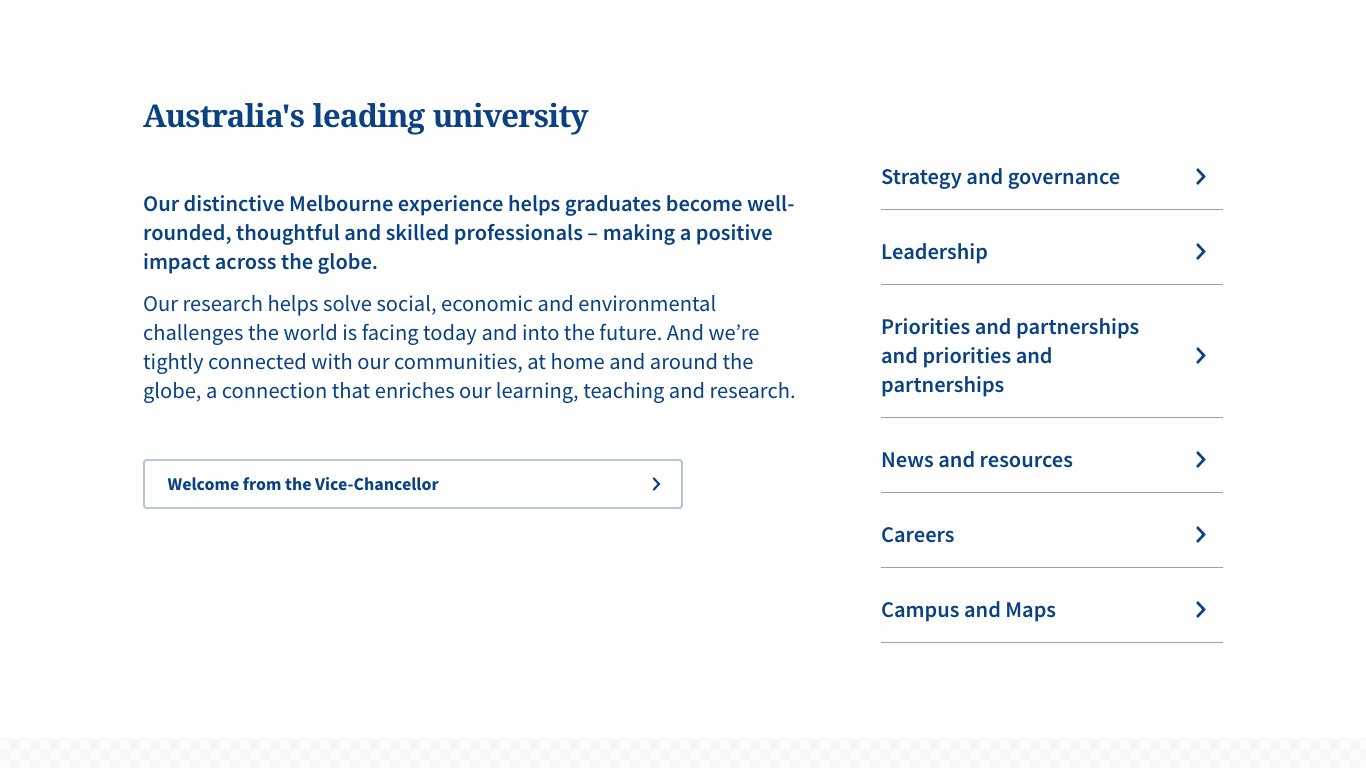 Australia's leading university
Our distinctive Melbourne experience helps graduates become well-
rounded, thoughtful and skilled professionals – making a positive
impact across the globe.
Our research helps solve social, economic and environmental
challenges the world is facing today and into the future. And we’re
tightly connected with our communities, at home and around the
globe, a connection that enriches our learning, teaching and research.
Welcome from the Vice-Chancellor
Strategy and governance
Leadership
Priorities and partnerships
and priorities and
partnerships
News and resources
Careers
Campus and Maps